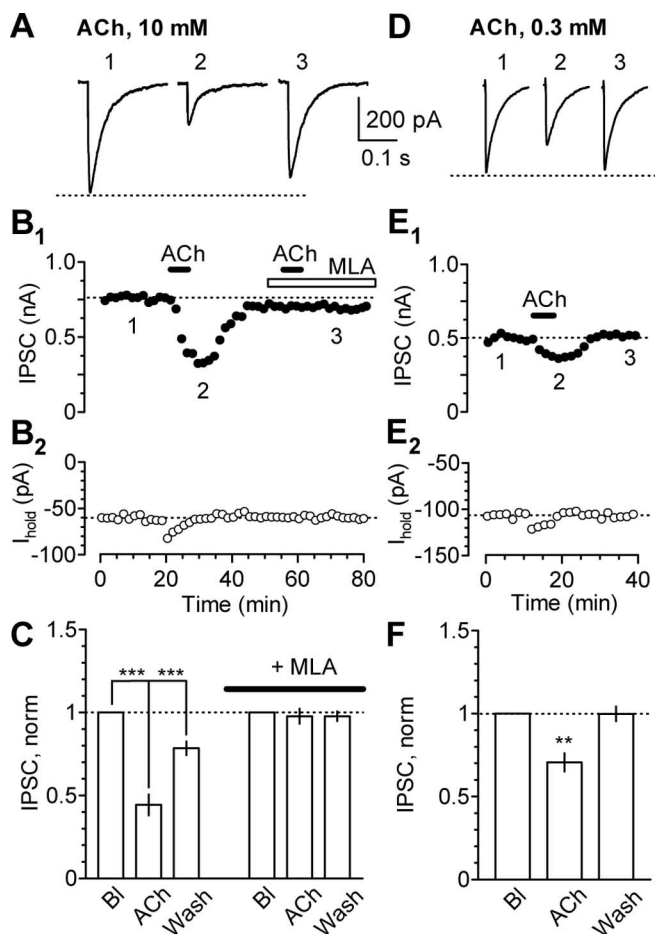 A
ACh, 10 mM
1 2 3
200 pA
0.1 s
D
ACh, 0.3 mM
1 2 3
B1
ACh
ACh
MLA
IPSC (nA)
1.0
0.5
0
1
2
3
E1
ACh
IPSC (nA)
1.0
0.5
0
1
2
3
B2
Ihold (pA)
0
-50
-100
0 20 40 60 80
Time (min)
E2
Ihold (pA)
-50
-100
-150
0 20 40
Time (min)
C
IPSC, norm
1.5
1
0.5
0
*** ***
+ MLA
Bl ACh Wash Bl ACh Wash
F
IPSC, norm
1.5
1
0.5
0
**
Bl ACh Wash